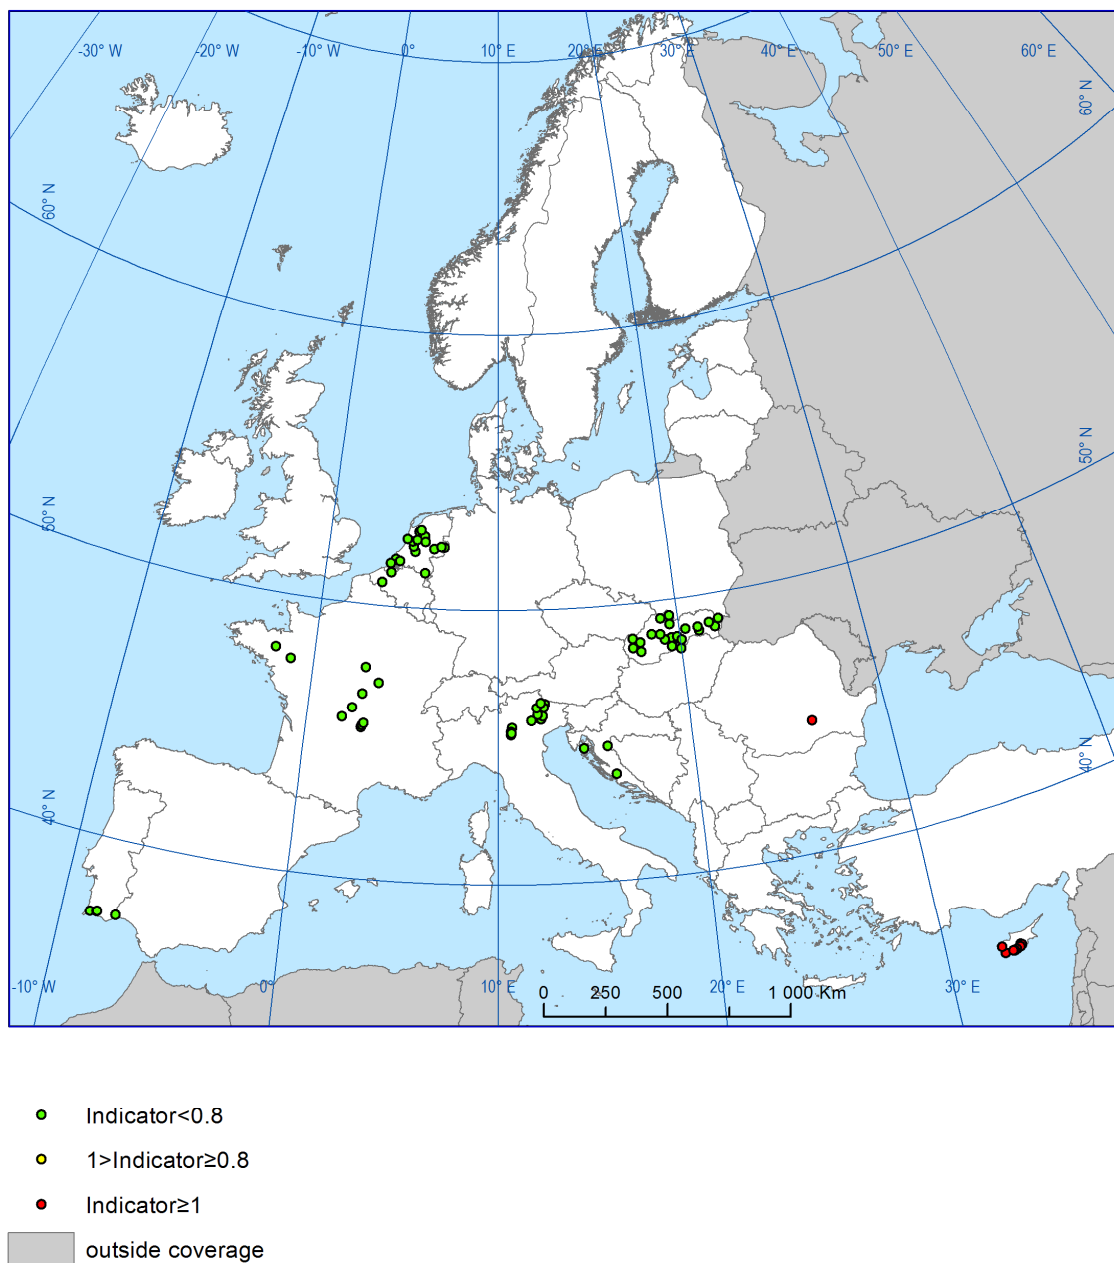 -30° W -20° W -10° W 0° 10° E 20° E 30° E 40° E 50° E 60° E
60° N
60° N
50° N
50° N
40° N
40° N
-10° W 0° 10° E 20° E 30° E
0 250 500 1 000 Km
Indicator<0.8
1>Indicator≥0.8
Indicator≥1
outside coverage